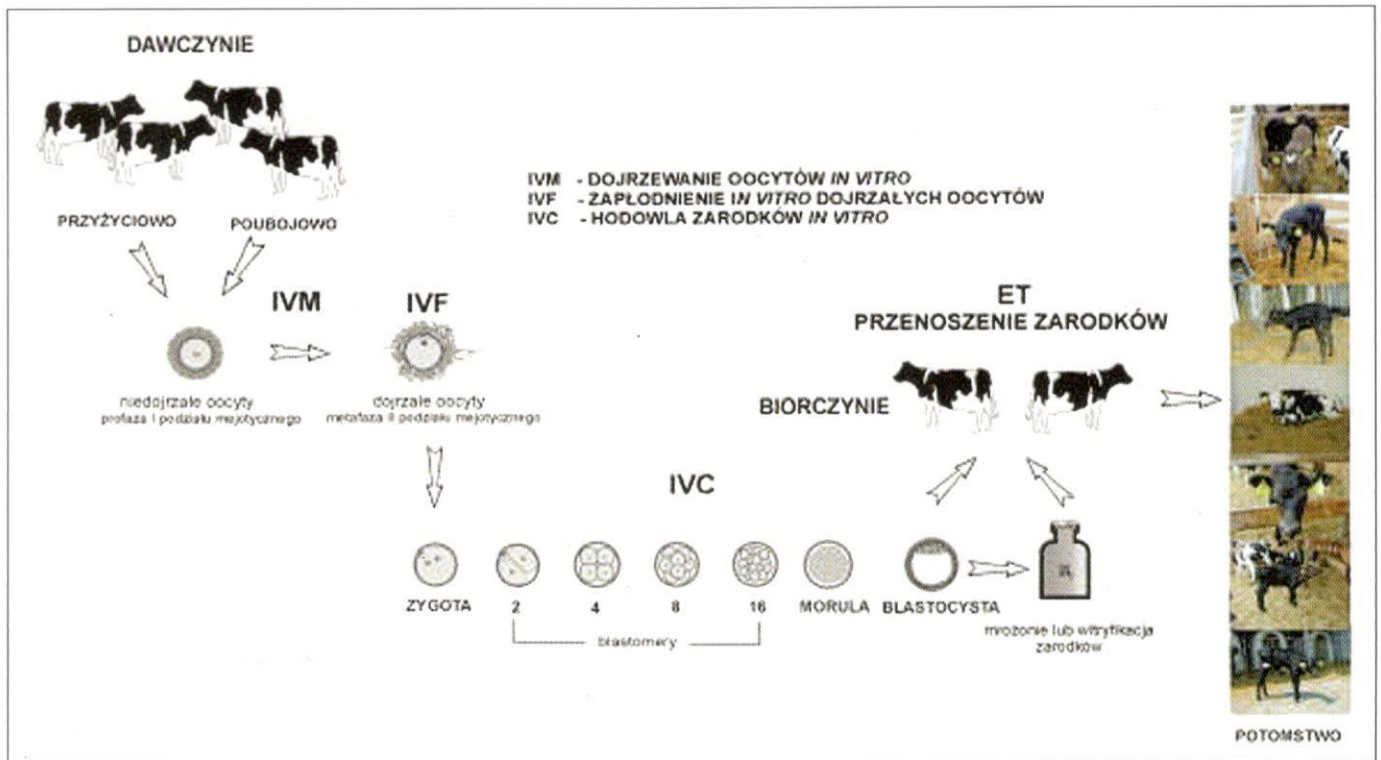 DAWCZYNIE
PRZYŻYCIOWO
POUBOJOWO
IVM - DOJRZEWANIE OOCYTÓW IN VITRO
IVF - ZAPŁODNIENIE IN VITRO DOJRZAŁYCH OOCYTÓW
IVC - HODOWLA ZARODKÓW IN VITRO
IVM
IVF
niedojrzałe oocyty
profaza I podziału mejotycznego
dojrzałe oocyty
metafaza II podziału mejotycznego
ET
PRZENOSZENIE ZARODKÓW
BIORCZYNIE
IVC
ZYGOTA
2
4
8
16
MORULA
BLASTOCYSTA
blastomery
mrożenie lub witryfikacja
zarodków
POTOMSTWO